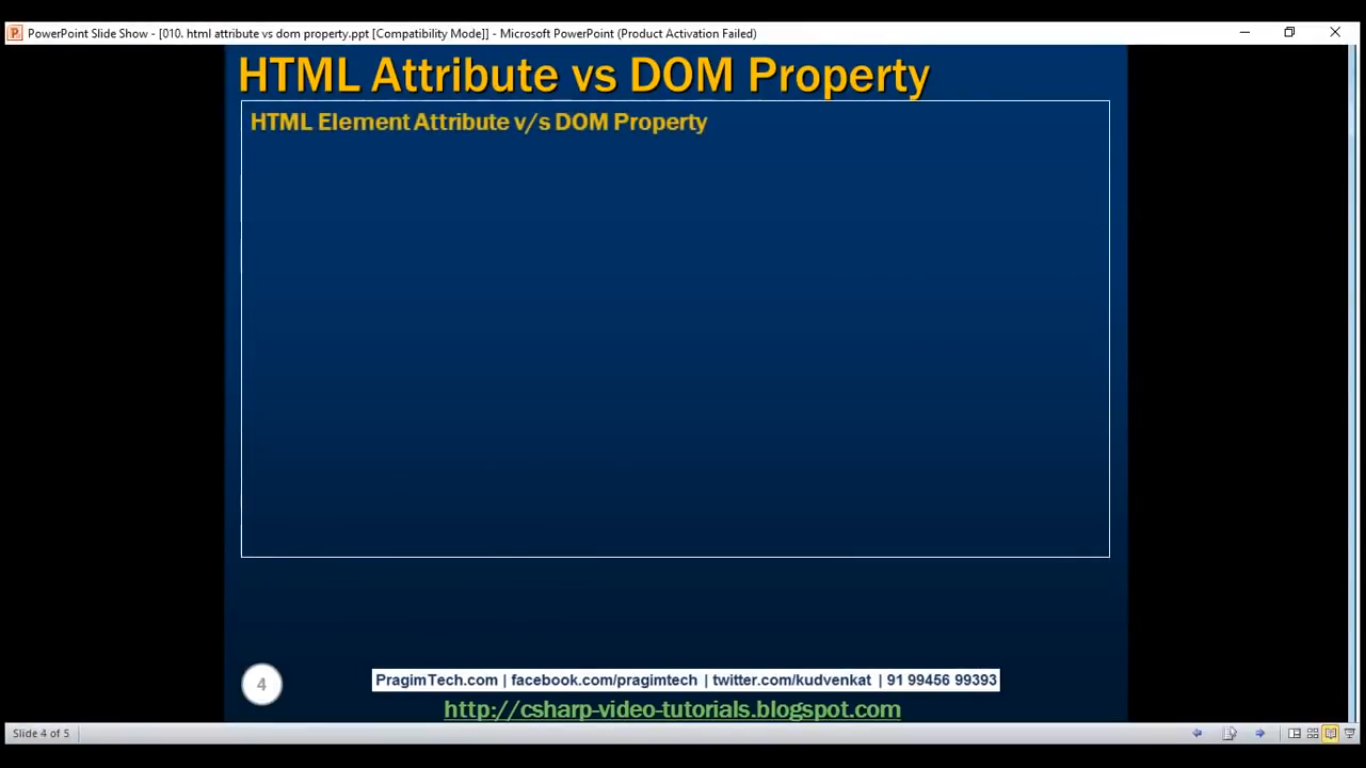 PowerPoint Slide Show - [010. html attribute vs dom property.ppt [Compatibility Mode]] - Microsoft PowerPoint (Product Activation Failed)
HTML Attribute vs DOM Property
HTML Element Attribute v/s DOM Property
4
PragimTech.com | facebook.com/pragimtech | twitter.com/kudvenkat | 91 99456 99393
http://csharp-video-tutorials.blogspot.com
Slide 4 of 5